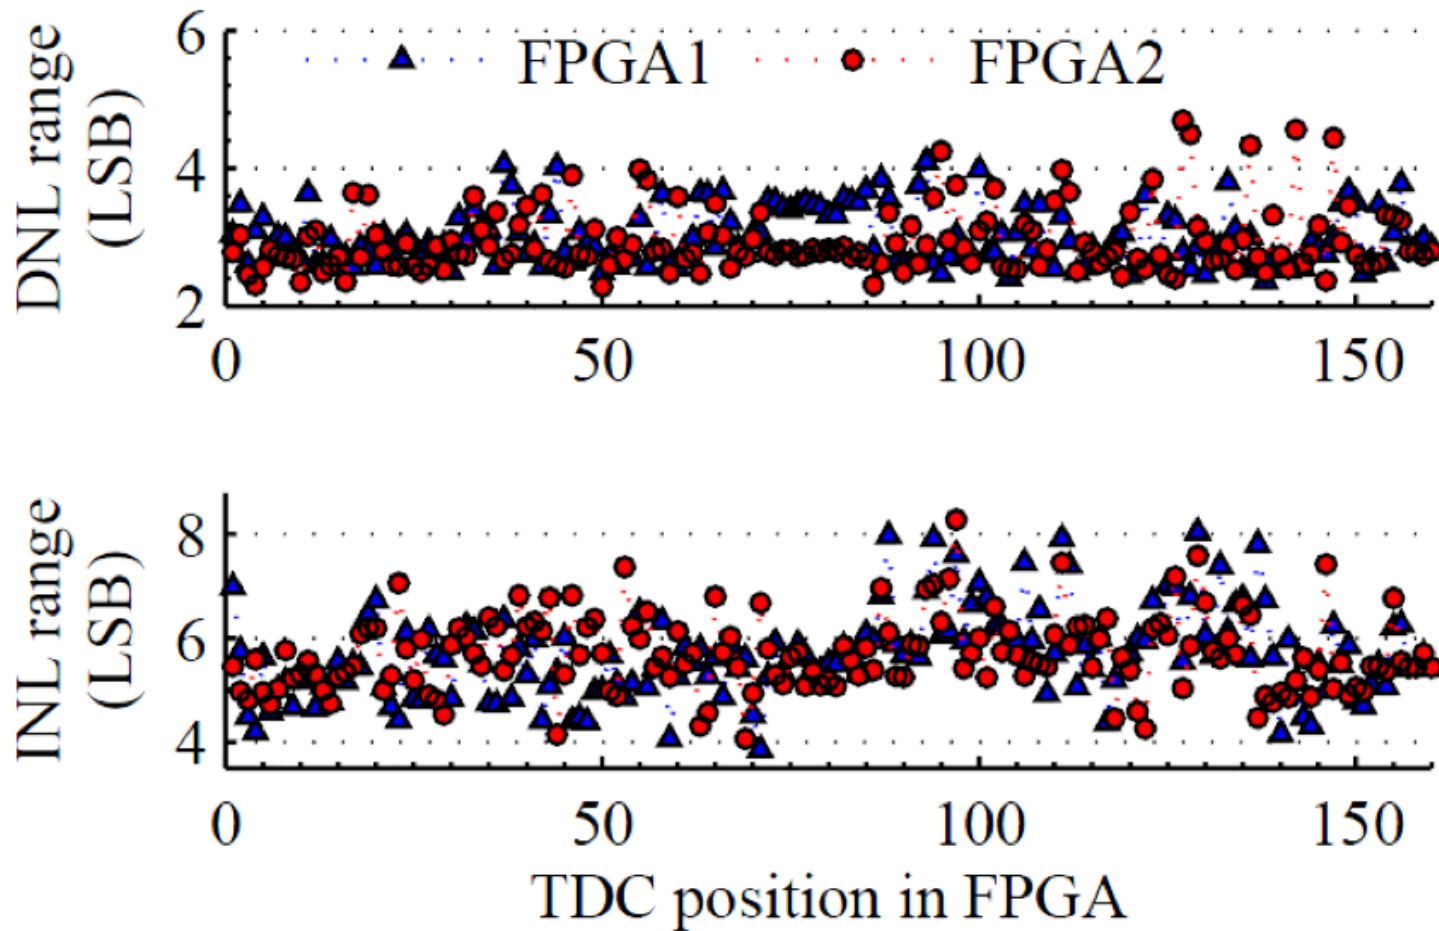 DNL range
(LSB)
6
4
2
FPGA1
FPGA2
0 50 100 150
INL range
(LSB)
8
6
4
0 50 100 150
TDC position in FPGA